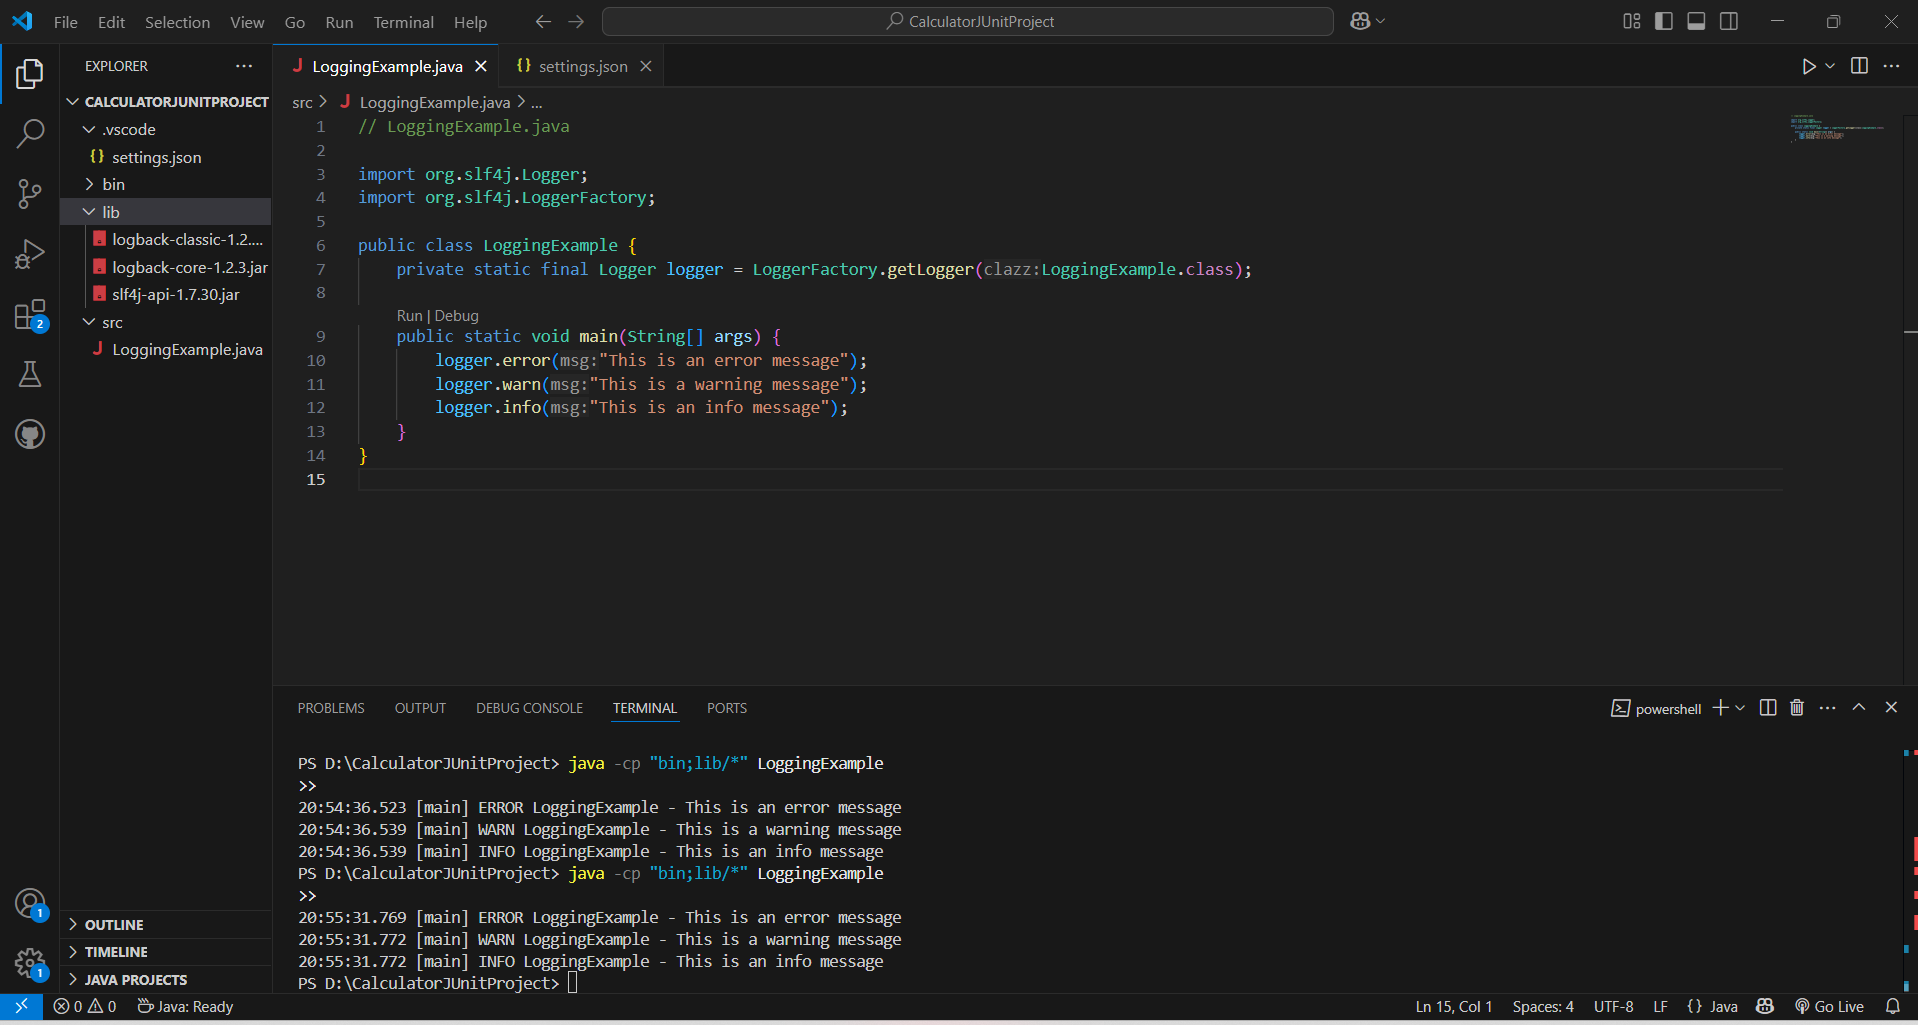 File Edit Selection View Go Run Terminal Help
CalculatorJUnitProject
EXPLORER
CALCULATORJUNITPROJECT
.vscode
{} settings.json
bin
lib
logback-classic-1.2....
logback-core-1.2.3.jar
slf4j-api-1.7.30.jar
src
J LoggingExample.java
2
1
1
OUTLINE
TIMELINE
JAVA PROJECTS
J LoggingExample.java
{} settings.json
src > J LoggingExample.java > ...
1 // LoggingExample.java
2
3 import org.slf4j.Logger;
4 import org.slf4j.LoggerFactory;
5
6 public class LoggingExample {
7 private static final Logger logger = LoggerFactory.getLogger(clazz:LoggingExample.class);
8
Run | Debug
9 public static void main(String[] args) {
10 logger.error(msg:"This is an error message");
11 logger.warn(msg:"This is a warning message");
12 logger.info(msg:"This is an info message");
13 }
14 }
15
PROBLEMS OUTPUT DEBUG CONSOLE TERMINAL PORTS
powershell
PS D:\CalculatorJUnitProject> java -cp "bin;lib/*" LoggingExample
>>
20:54:36.523 [main] ERROR LoggingExample - This is an error message
20:54:36.539 [main] WARN LoggingExample - This is a warning message
20:54:36.539 [main] INFO LoggingExample - This is an info message
PS D:\CalculatorJUnitProject> java -cp "bin;lib/*" LoggingExample
>>
20:55:31.769 [main] ERROR LoggingExample - This is an error message
20:55:31.772 [main] WARN LoggingExample - This is a warning message
20:55:31.772 [main] INFO LoggingExample - This is an info message
PS D:\CalculatorJUnitProject>
0 0 Java: Ready
Ln 15, Col 1 Spaces: 4 UTF-8 LF {} Java Go Live